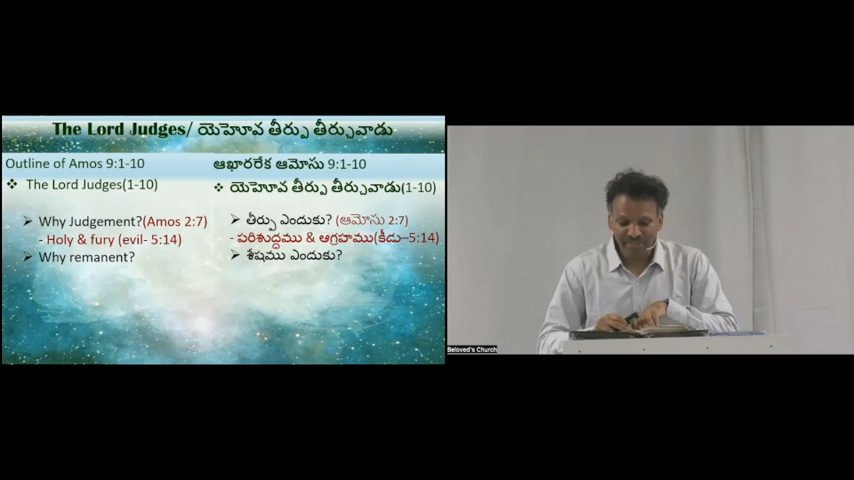 The Lord Judges/ యెహోవ తీర్పు తీర్చువాడు
Outline of Amos 9:1-10
❖ The Lord Judges(1-10)
➢ Why Judgement?(Amos 2:7)
- Holy & fury (evil- 5:14)
➢ Why remanent?
ఆఖారరేక ఆమోసు 9:1-10
❖ యెహోవ తీర్పు తీర్చువాడు(1-10)
➢ తీర్పు ఎందుకు? (ఆమోసు 2:7)
- పరిశుద్ధము & ఆగ్రహము(కీడు–5:14)
➢ శేషము ఎందుకు?
Beloved's Church